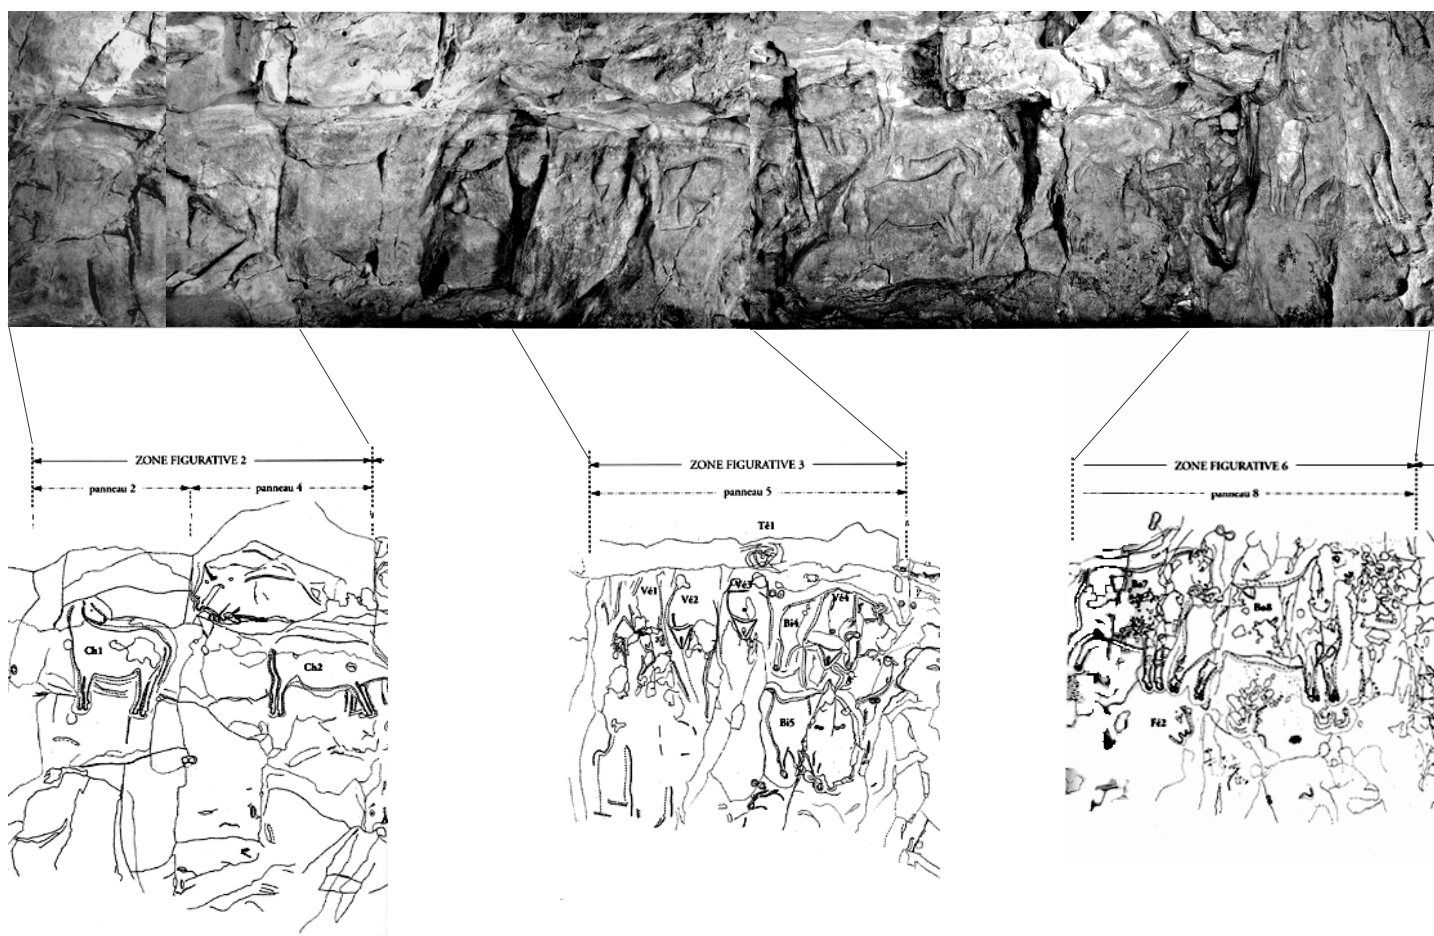 ZONE FIGURATIVE 2
panneau 2
panneau 4
Ch1
Ch2
ZONE FIGURATIVE 3
panneau 5
Té1
Vé1
Vé2
Vé3
Vé4
Bi4
Bi5
ZONE FIGURATIVE 6
panneau 8
Bo7
Bo8
Fé2